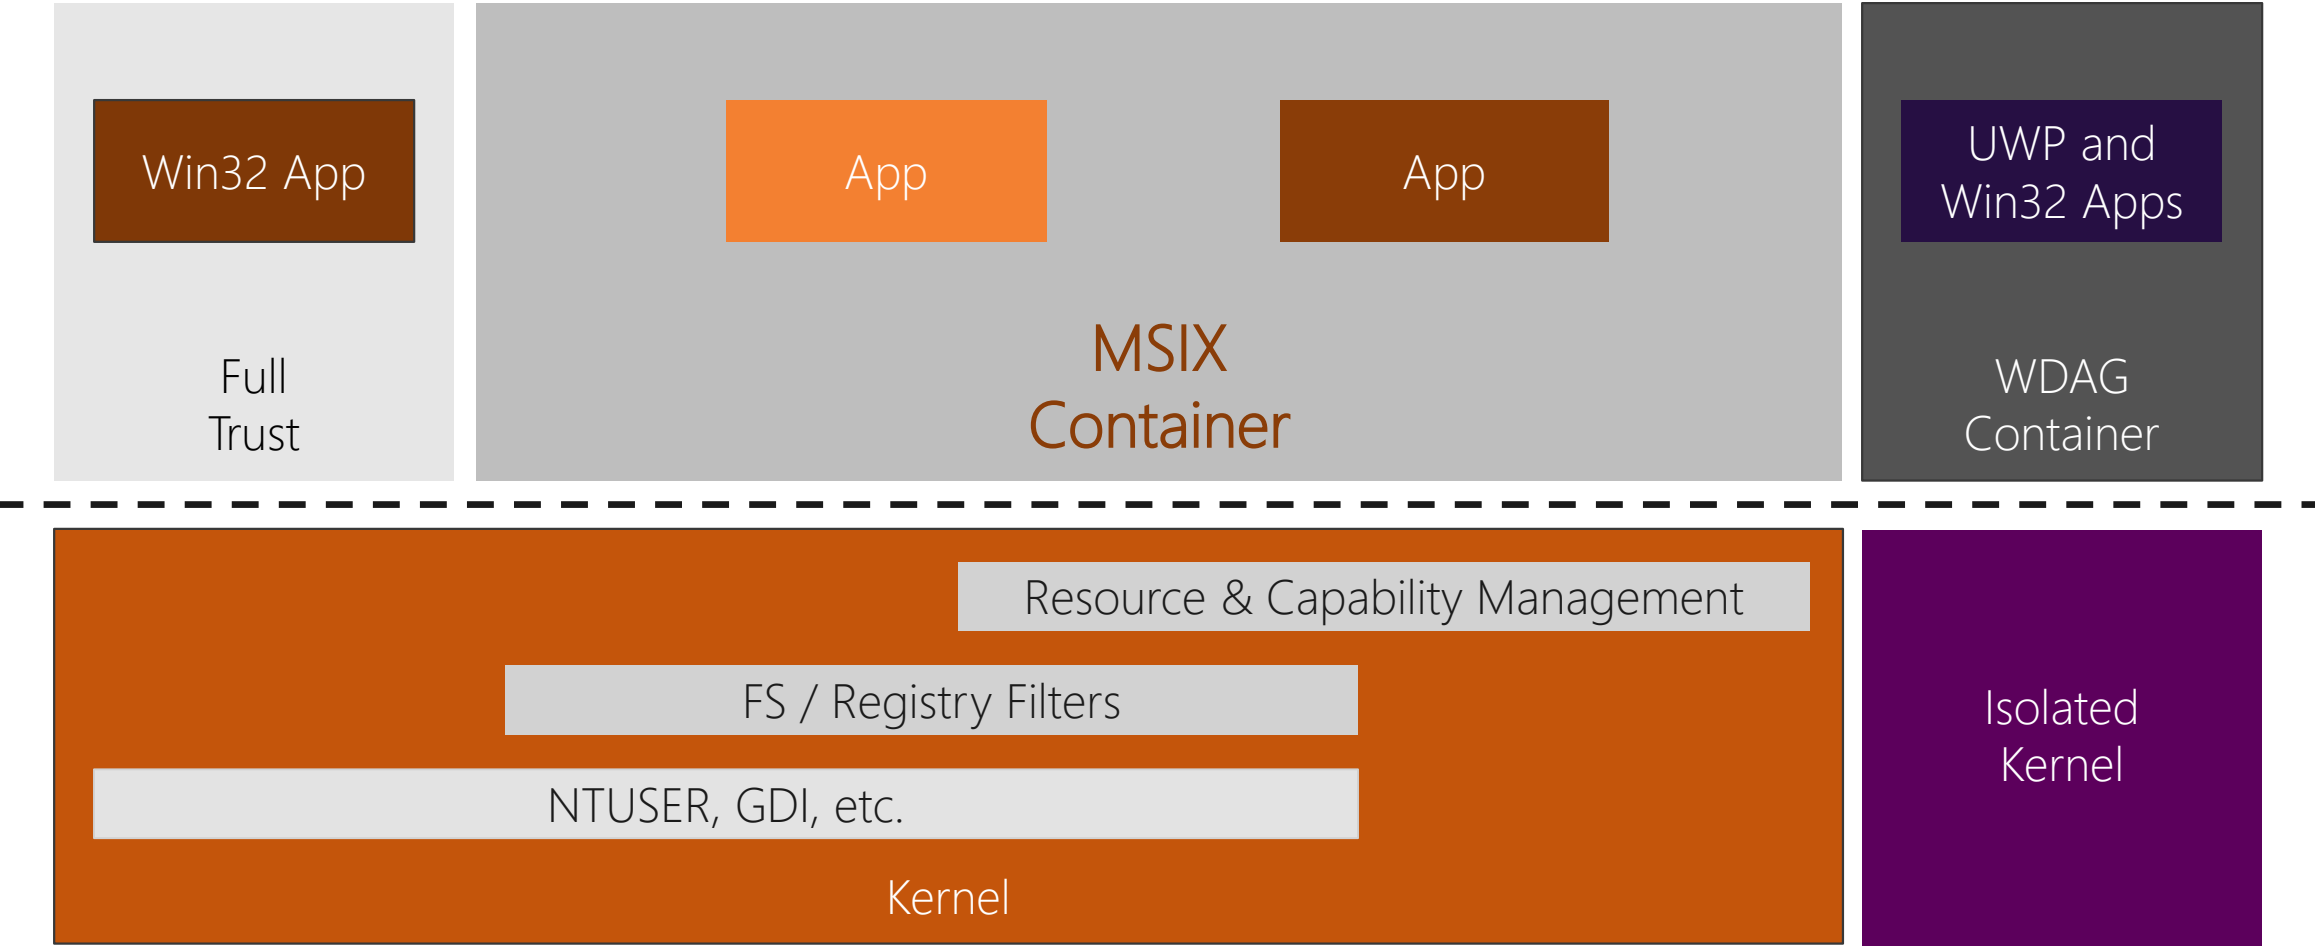 Win32 App
Full
Trust
App
App
MSIX
Container
UWP and
Win32 Apps
WDAG
Container
Resource & Capability Management
FS / Registry Filters
NTUSER, GDI, etc.
Kernel
Isolated
Kernel